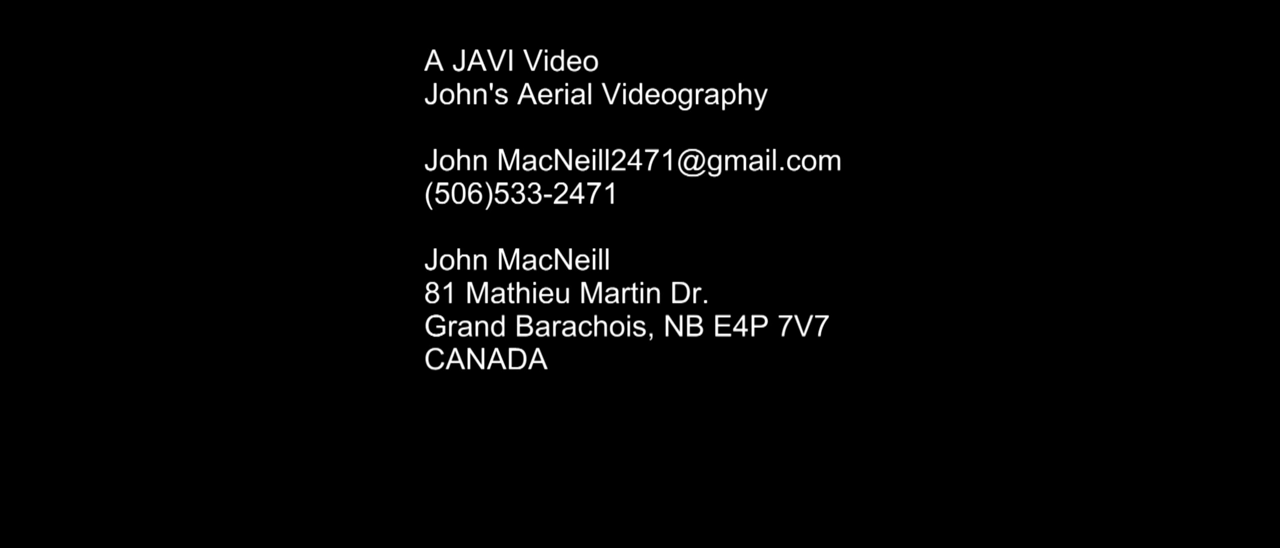 A JAVI Video
John's Aerial Videography
John MacNeill2471@gmail.com
(506)533-2471
John MacNeill
81 Mathieu Martin Dr.
Grand Barachois, NB E4P 7V7
CANADA